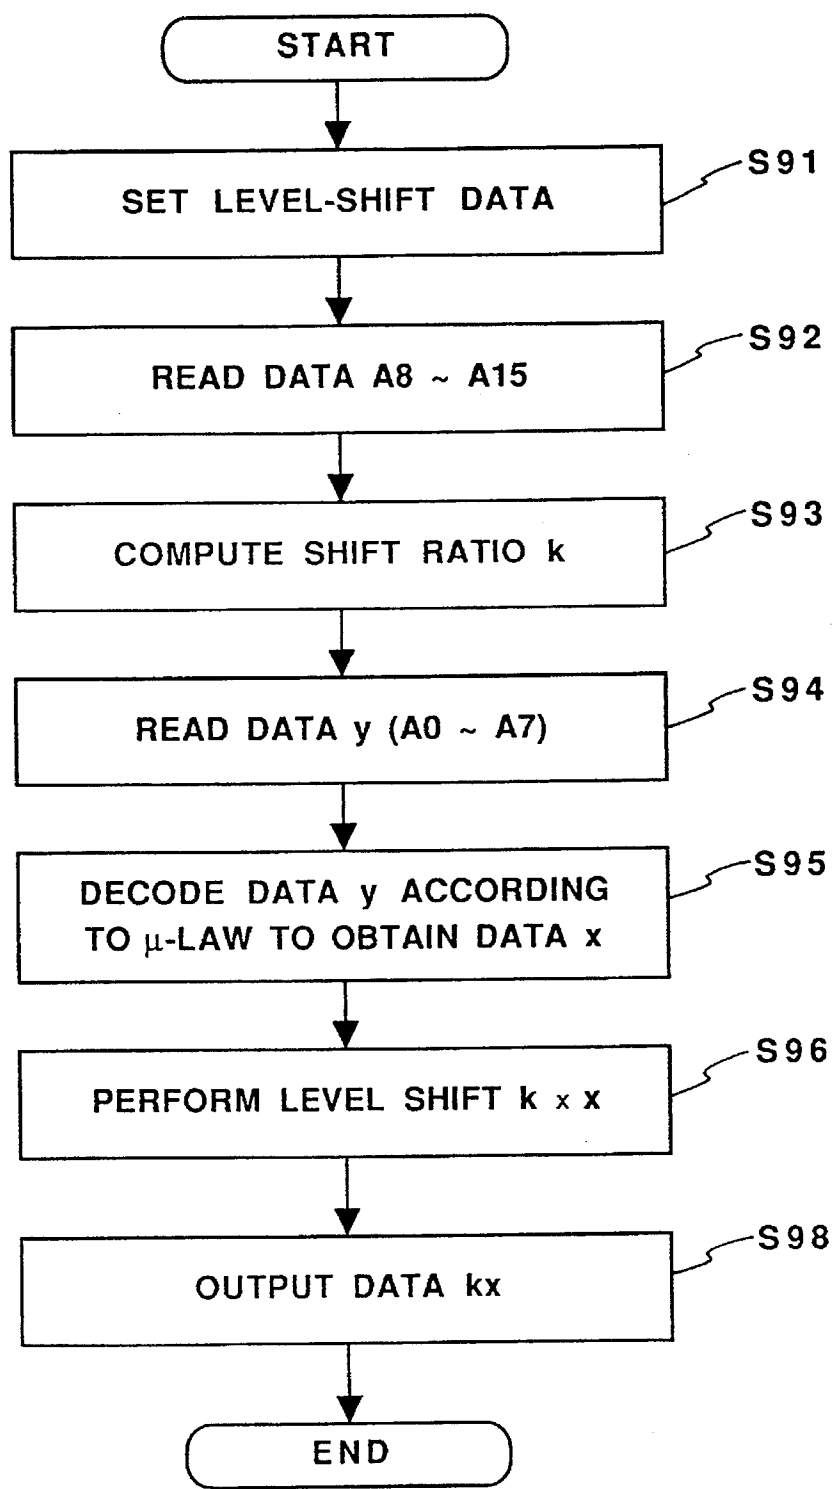 START
S91
SET LEVEL-SHIFT DATA
S92
READ DATA A8 ~ A15
S93
COMPUTE SHIFT RATIO k
S94
READ DATA y (A0 ~ A7)
S95
DECODE DATA y ACCORDING
TO μ-LAW TO OBTAIN DATA x
S96
PERFORM LEVEL SHIFT k × x
S98
OUTPUT DATA kx
END